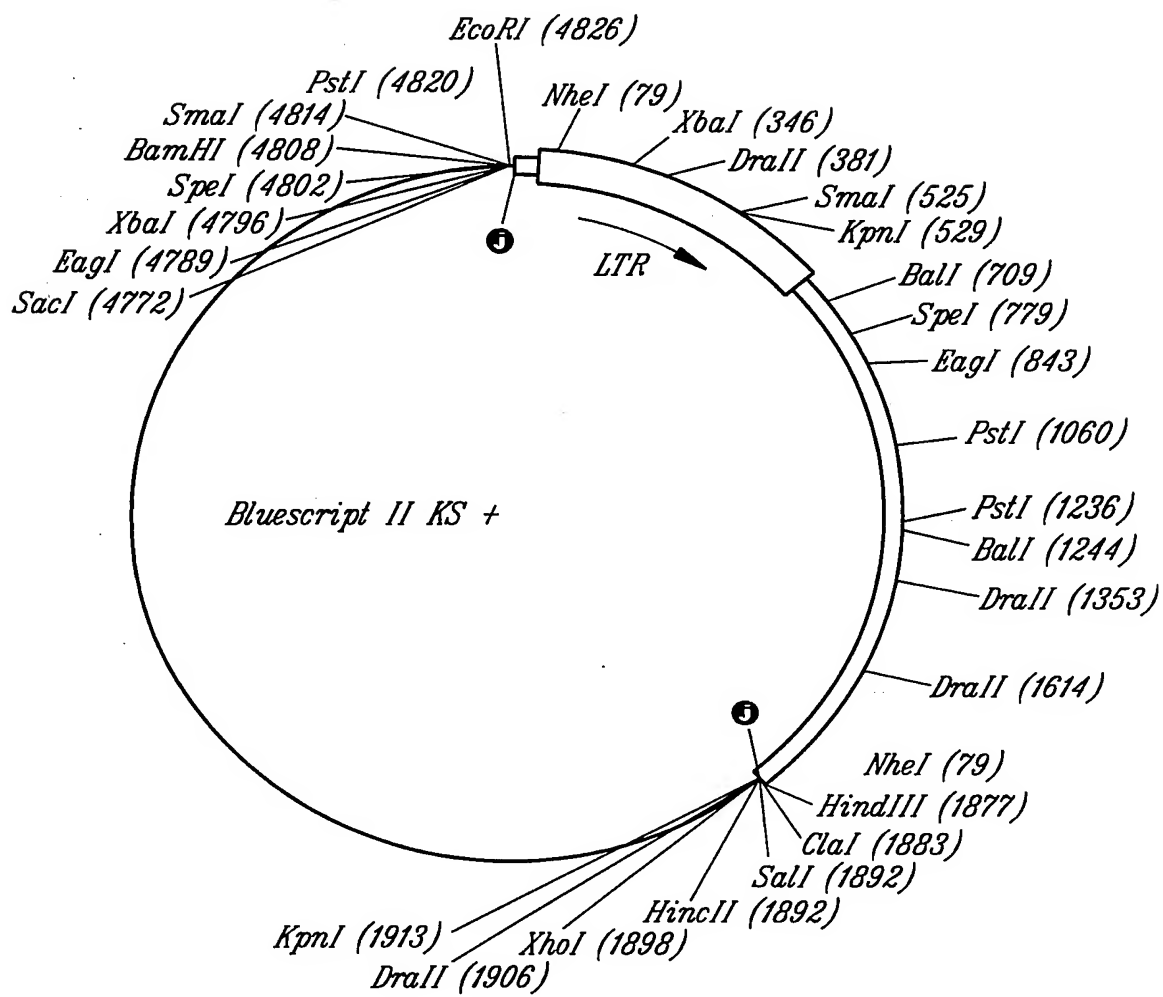 EcoRI (4826)
PstI (4820)
SmaI (4814)
BamHI (4808)
SpeI (4802)
XbaI (4796)
EagI (4789)
SacI (4772)
NheI (79)
XbaI (346)
DraII (381)
SmaI (525)
KpnI (529)
BalI (709)
SpeI (779)
EagI (843)
PstI (1060)
PstI (1236)
BalI (1244)
DraII (1353)
DraII (1614)
j
LTR
Bluescript II KS +
j
NheI (79)
HindIII (1877)
ClaI (1883)
SalI (1892)
HincII (1892)
XhoI (1898)
DraII (1906)
KpnI (1913)